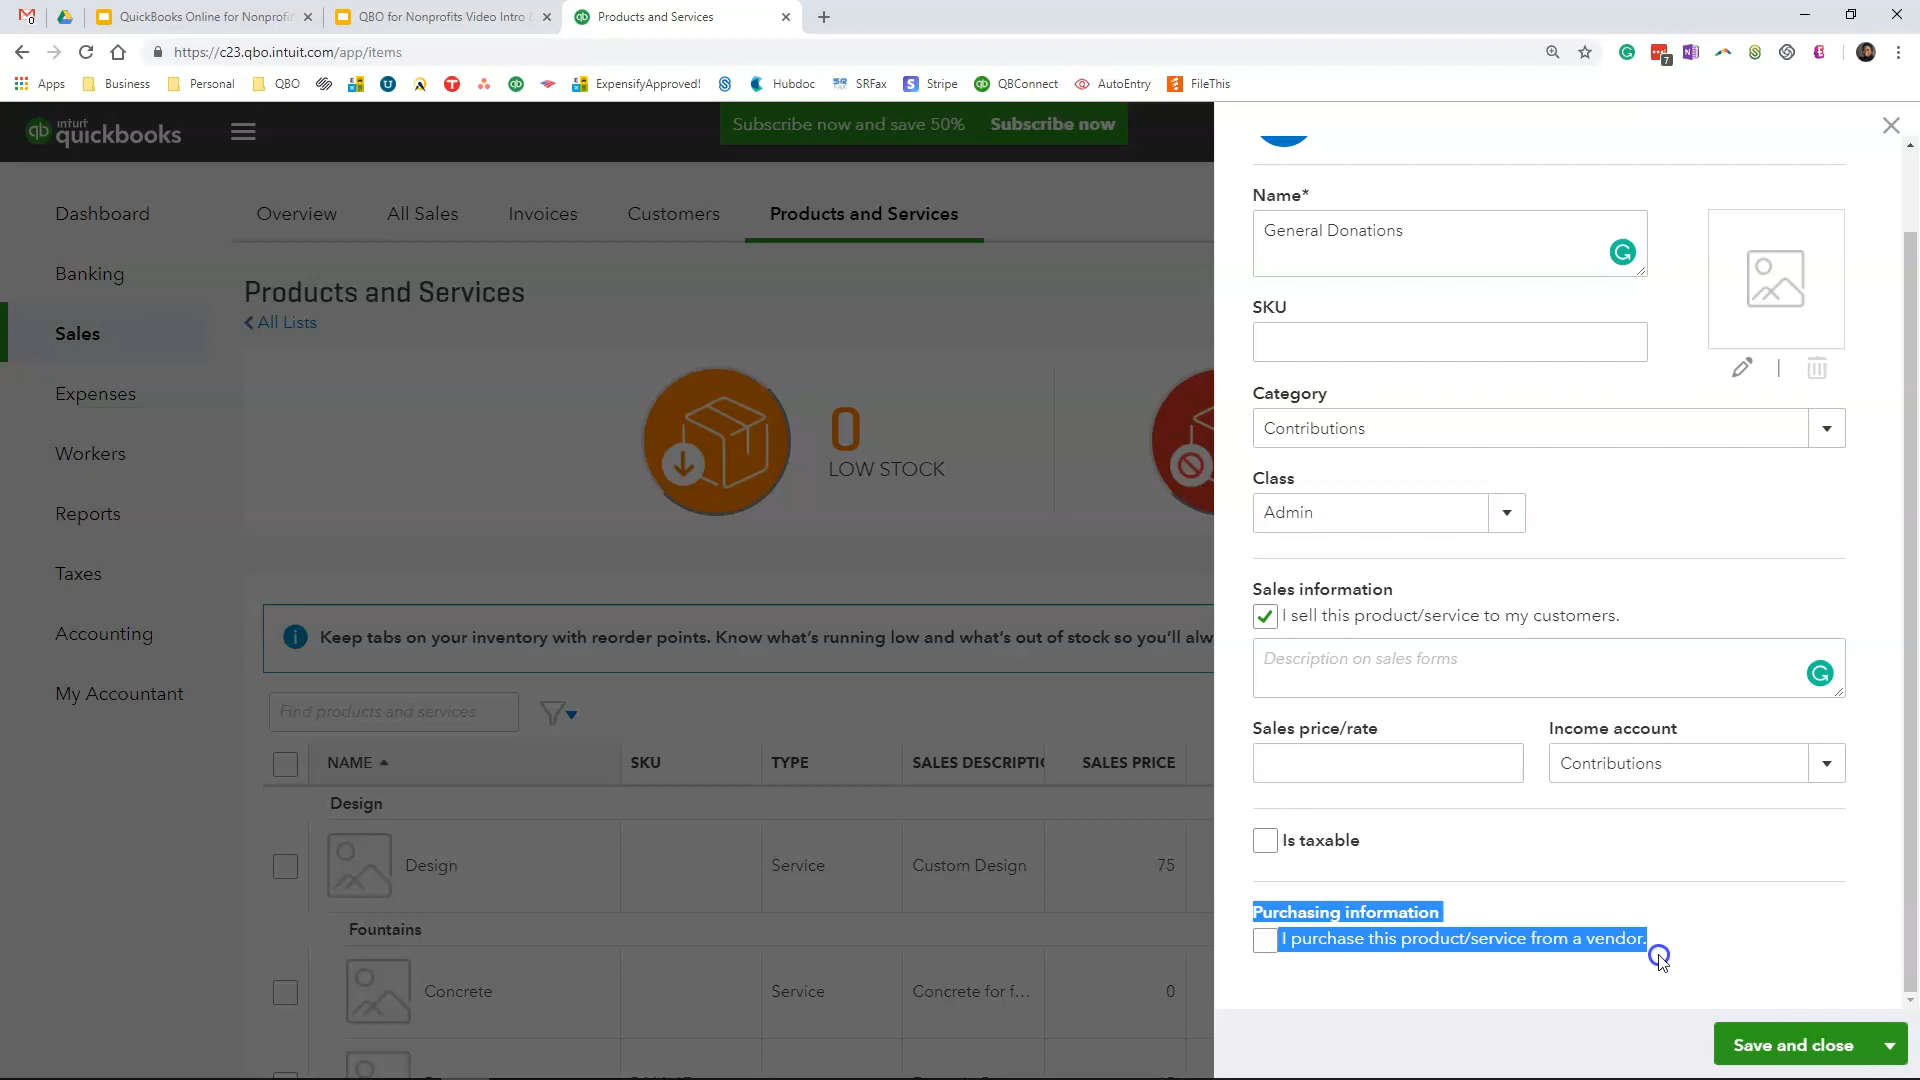 QuickBooks Online for Nonprofit
QBO for Nonprofits Video Intro
Products and Services
https://c23.qbo.intuit.com/app/items
7
Apps
Business
Personal
QBO
ExpensifyApproved!
Hubdoc
SRFax
Stripe
QBConnect
AutoEntry
FileThis
intuit
quickbooks
Subscribe now and save 50% Subscribe now
Dashboard
Banking
Sales
Expenses
Workers
Reports
Taxes
Accounting
My Accountant
Overview
All Sales
Invoices
Customers
Products and Services
Products and Services
All Lists
0
LOW STOCK
Keep tabs on your inventory with reorder points. Know what's running low and what's out of stock so you'll alw
Find products and services
NAME SKU TYPE SALES DESCRIPTIO SALES PRICE
Design
Design Service Custom Design 75
Fountains
Concrete Service Concrete for f... 0
Name*
General Donations
SKU
Category
Contributions
Class
Admin
Sales information
I sell this product/service to my customers.
Description on sales forms
Sales price/rate
Income account
Contributions
Is taxable
Purchasing information
I purchase this product/service from a vendor.
Save and close